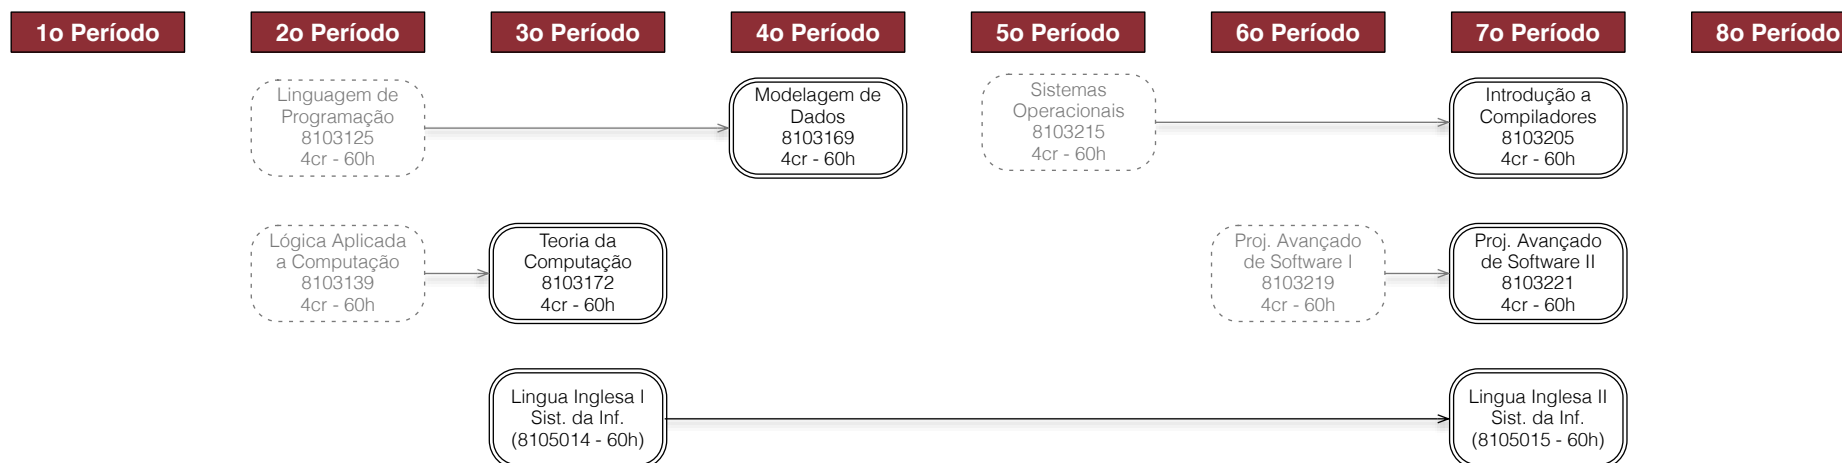 1o Período
2o Período
3o Período
4o Período
5o Período
6o Período
7o Período
8o Período
Linguagem de
Programação
8103125
4cr - 60h
Modelagem de
Dados
8103169
4cr - 60h
Sistemas
Operacionais
8103215
4cr - 60h
Introdução a
Compiladores
8103205
4cr - 60h
Lógica Aplicada
a Computação
8103139
4cr - 60h
Teoria da
Computação
8103172
4cr - 60h
Proj. Avançado
de Software I
8103219
4cr - 60h
Proj. Avançado
de Software II
8103221
4cr - 60h
Lingua Inglesa I
Sist. da Inf.
(8105014 - 60h)
Lingua Inglesa II
Sist. da Inf.
(8105015 - 60h)